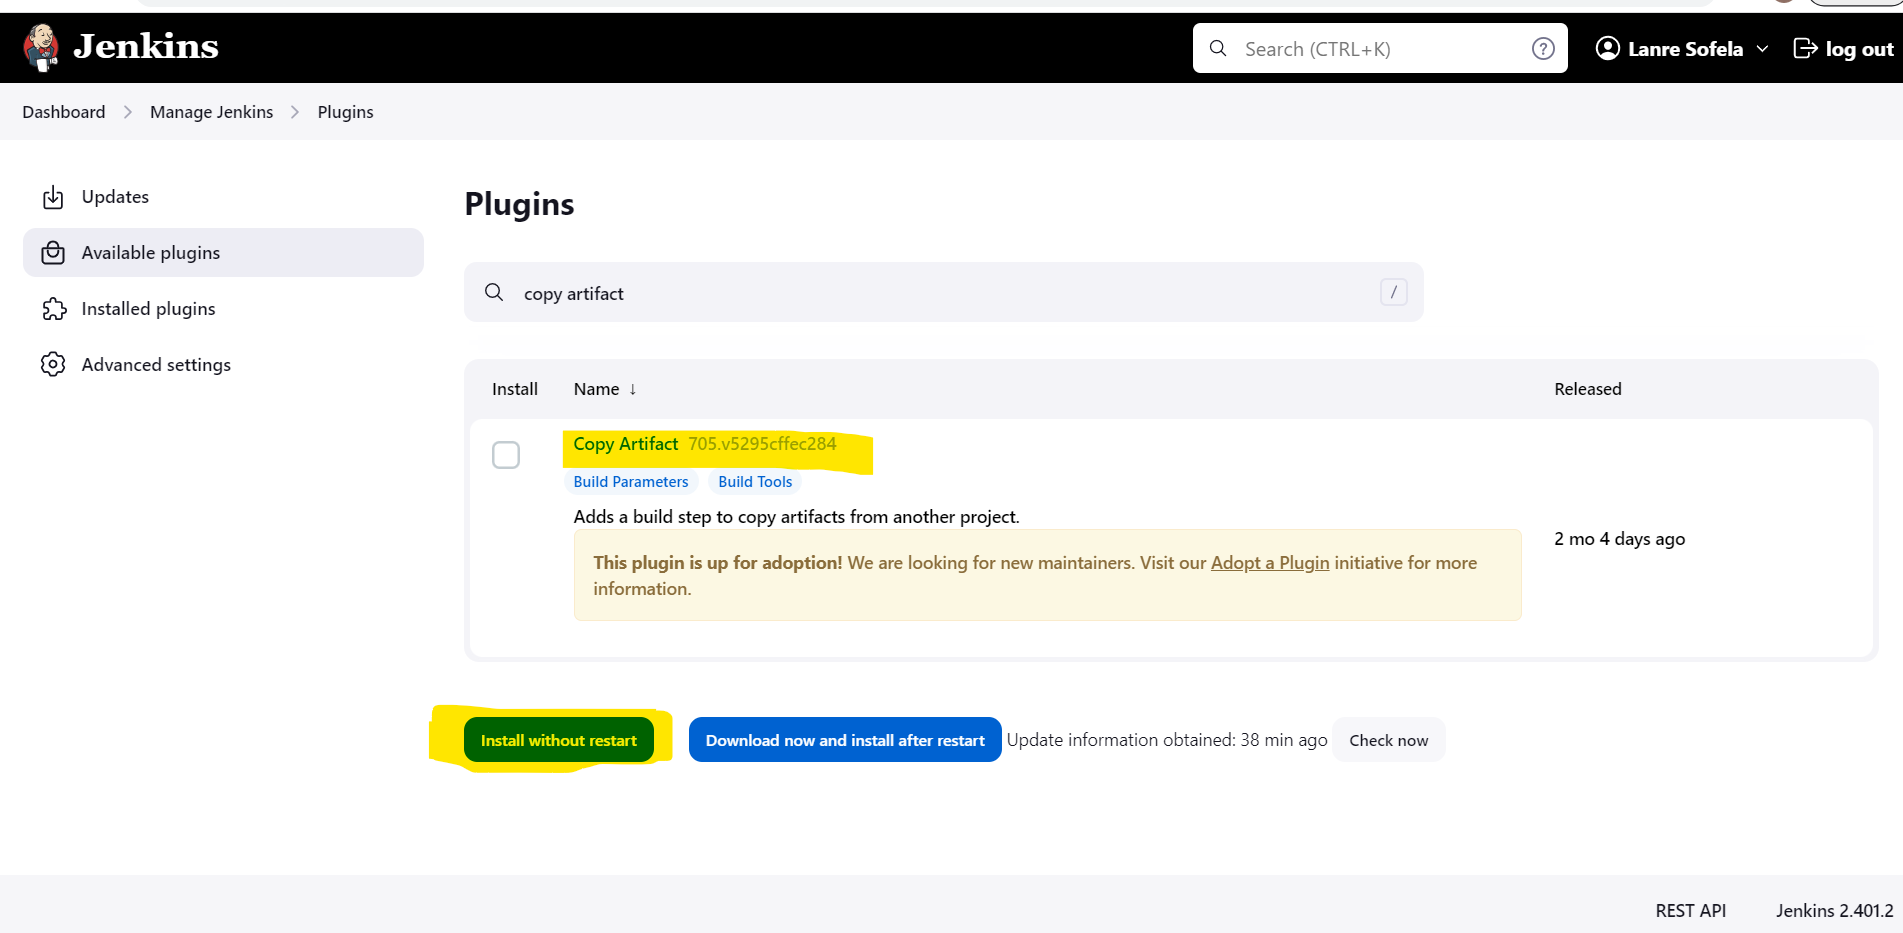 Jenkins
Search (CTRL+K)
?
Lanre Sofela
log out
Dashboard
Manage Jenkins
Plugins
Updates
Available plugins
Installed plugins
Advanced settings
Plugins
copy artifact
/
Install
Name ↓
Released
Copy Artifact 705.v5295cffec284
Build Parameters
Build Tools
Adds a build step to copy artifacts from another project.
This plugin is up for adoption! We are looking for new maintainers. Visit our Adopt a Plugin initiative for more
information.
2 mo 4 days ago
Install without restart
Download now and install after restart
Update information obtained: 38 min ago
Check now
REST API
Jenkins 2.401.2